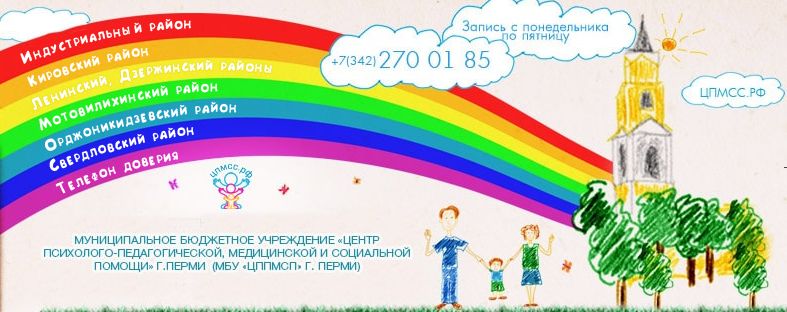 Индустриальный район
Кировский район
Ленинский, Дзержинский районы
Мотовилихинский район
Орджоникидзевский район
Свердловский район
Телефон доверия
Запись с понедельника
по пятницу
+7(342) 270 01 85
ЦПМСС.РФ
ЦПМСС.РФ
МУНИЦИПАЛЬНОЕ БЮДЖЕТНОЕ УЧРЕЖДЕНИЕ «ЦЕНТР
ПСИХОЛОГО-ПЕДАГОГИЧЕСКОЙ, МЕДИЦИНСКОЙ И СОЦИАЛЬНОЙ
ПОМОЩИ» Г.ПЕРМИ (МБУ «ЦППМСП» Г. ПЕРМИ)